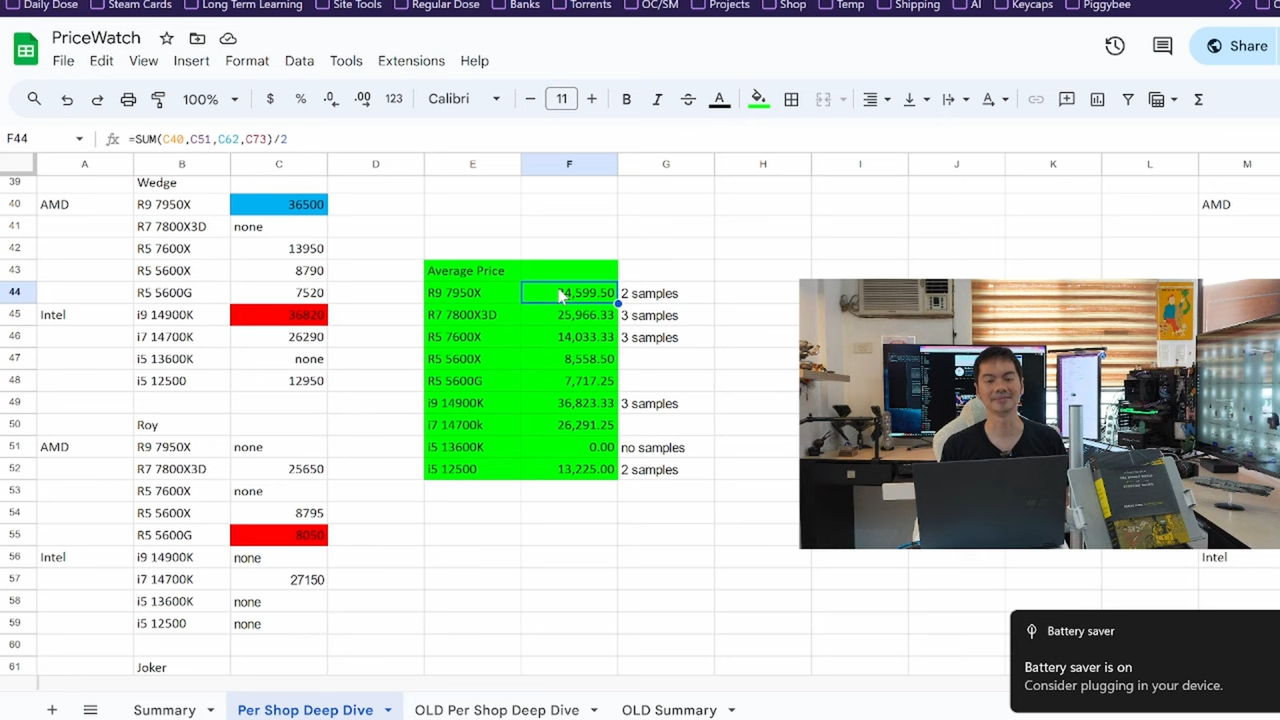 Daily Dose Steam Cards Long Term Learning Site Tools Regular Dose Banks Torrents OC/SM Projects Shop Temp Shipping AI Keycaps Piggybee
PriceWatch
File Edit View Insert Format Data Tools Extensions Help
Share
100% $ % .0 .00 123 Calibri 11 B I A
F44 fx =SUM(C40,C51,C62,C73)/2
A B C D E F G H I J K L M
39 Wedge
40 AMD R9 7950X 36500 AMD
41 R7 7800X3D none
42 R5 7600X 13950
43 R5 5600X 8790 Average Price
44 R5 5600G 7520 R9 7950X 2 samples
45 Intel i9 14900K 36820 R7 7800X3D 25,966.33 3 samples
46 i7 14700K 26290 R5 7600X 14,033.33 3 samples
47 i5 13600K none R5 5600X 8,558.50
48 i5 12500 12950 R5 5600G 7,717.25
49 i9 14900K 36,823.33 3 samples
50 Roy i7 14700k 26,291.25
51 AMD R9 7950X none i5 13600K 0.00 no samples
52 R7 7800X3D 25650 i5 12500 13,225.00 2 samples
53 R5 7600X none
54 R5 5600X 8795
55 R5 5600G 8050
56 Intel i9 14900K none Intel
57 i7 14700K 27150
58 i5 13600K none
59 i5 12500 none
60
61 Joker
Battery saver
Battery saver is on
Consider plugging in your device.
Summary Per Shop Deep Dive OLD Per Shop Deep Dive OLD Summary